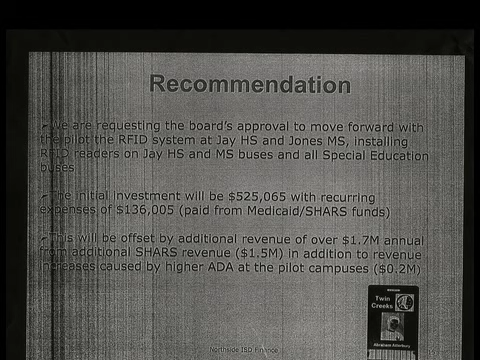 Recommendation
➢We are requesting the board's approval to move forward with
the pilot the RFID system at Jay HS and Jones MS, installing
RFID readers on Jay HS and MS buses and all Special Education
buses
➢The initial investment will be $525,065 with recurring
expenses of $136,005 (paid from Medicaid/SHARS funds)
➢This will be offset by additional revenue of over $1.7M annual
from additional SHARS revenue ($1.5M) in addition to revenue
increases caused by higher ADA at the pilot campuses ($0.2M)
Twin
Creeks
Abraham Atterbury
Northside ISD Finance